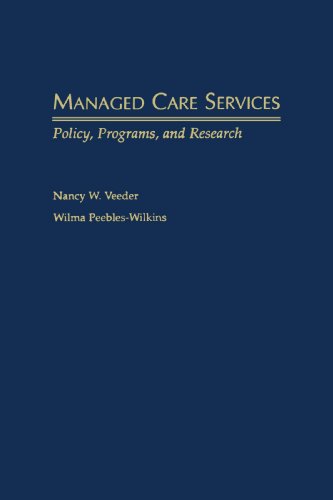 MANAGED CARE SERVICES
Policy, Programs, and Research
Nancy W. Veeder
Wilma Peebles-Wilkins